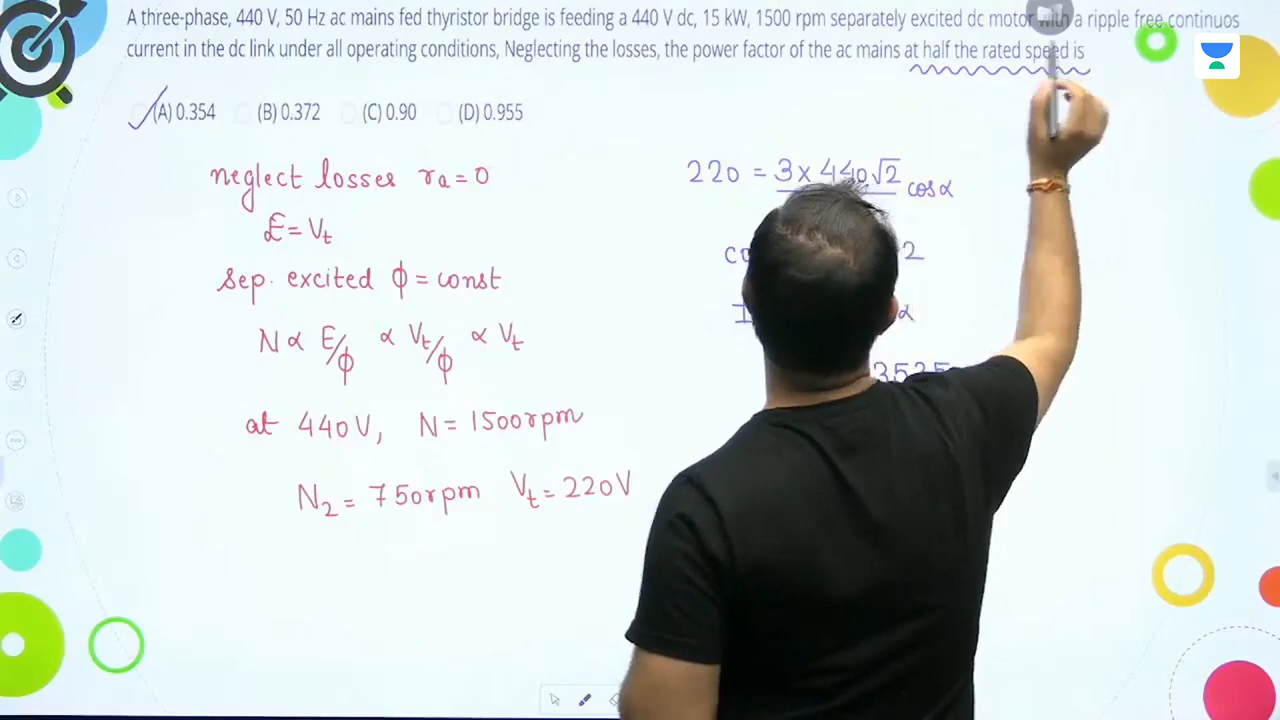 A three-phase, 440 V, 50 Hz ac mains fed thyristor bridge is feeding a 440 V dc, 15 kW, 1500 rpm separately excited dc motor with a ripple free continuos
current in the dc link under all operating conditions, Neglecting the losses, the power factor of the ac mains at half the rated speed is
(A) 0.354 (B) 0.372 (C) 0.90 (D) 0.955
neglect losses ra = 0
E = Vt
Sep. excited ϕ = const
N ∝ E/ϕ ∝ Vt/ϕ ∝ Vt
at 440V, N = 1500rpm
N2 = 750rpm Vt = 220V
220 = 3 x 440√2 cos α